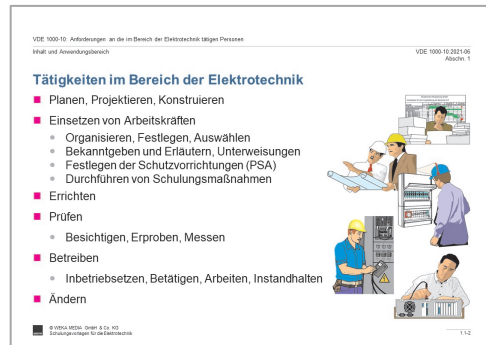 VDE 1000-10: Anforderungen an die im Bereich der Elektrotechnik tätigen Personen
Inhalt und Anwendungsbereich
VDE 1000-10:2021-06
Abschn. 1
Tätigkeiten im Bereich der Elektrotechnik
Planen, Projektieren, Konstruieren
Einsetzen von Arbeitskräften
Organisieren, Festlegen, Auswählen
Bekanntgeben und Erläutern, Unterweisungen
Festlegen der Schutzvorrichtungen (PSA)
Durchführen von Schulungsmaßnahmen
Errichten
Prüfen
Besichtigen, Erproben, Messen
Betreiben
Inbetriebsetzen, Betätigen, Arbeiten, Instandhalten
Ändern
© WEKA MEDIA GmbH & Co. KG
Schulungsvorlagen für die Elektrotechnik
1.1-2